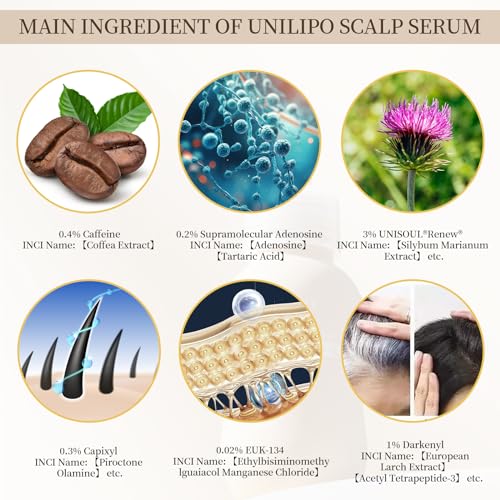 MAIN INGREDIENT OF UNILIPO SCALP SERUM
0.4% Caffeine
INCI Name: 【Coffea Extract】
0.2% Supramolecular Adenosine
INCI Name: 【Adenosine】
【Tartaric Acid】
3% UNISOUL®Renew®
INCI Name: 【Silybum Marianum
Extract】 etc.
0.3% Capixyl
INCI Name: 【Piroctone
Olamine】 etc.
0.02% EUK-134
INCI Name: 【Ethylbisiminomethy
lguaiacol Manganese Chloride】
1% Darkenyl
INCI Name: 【European
Larch Extract】
【Acetyl Tetrapeptide-3】 etc.